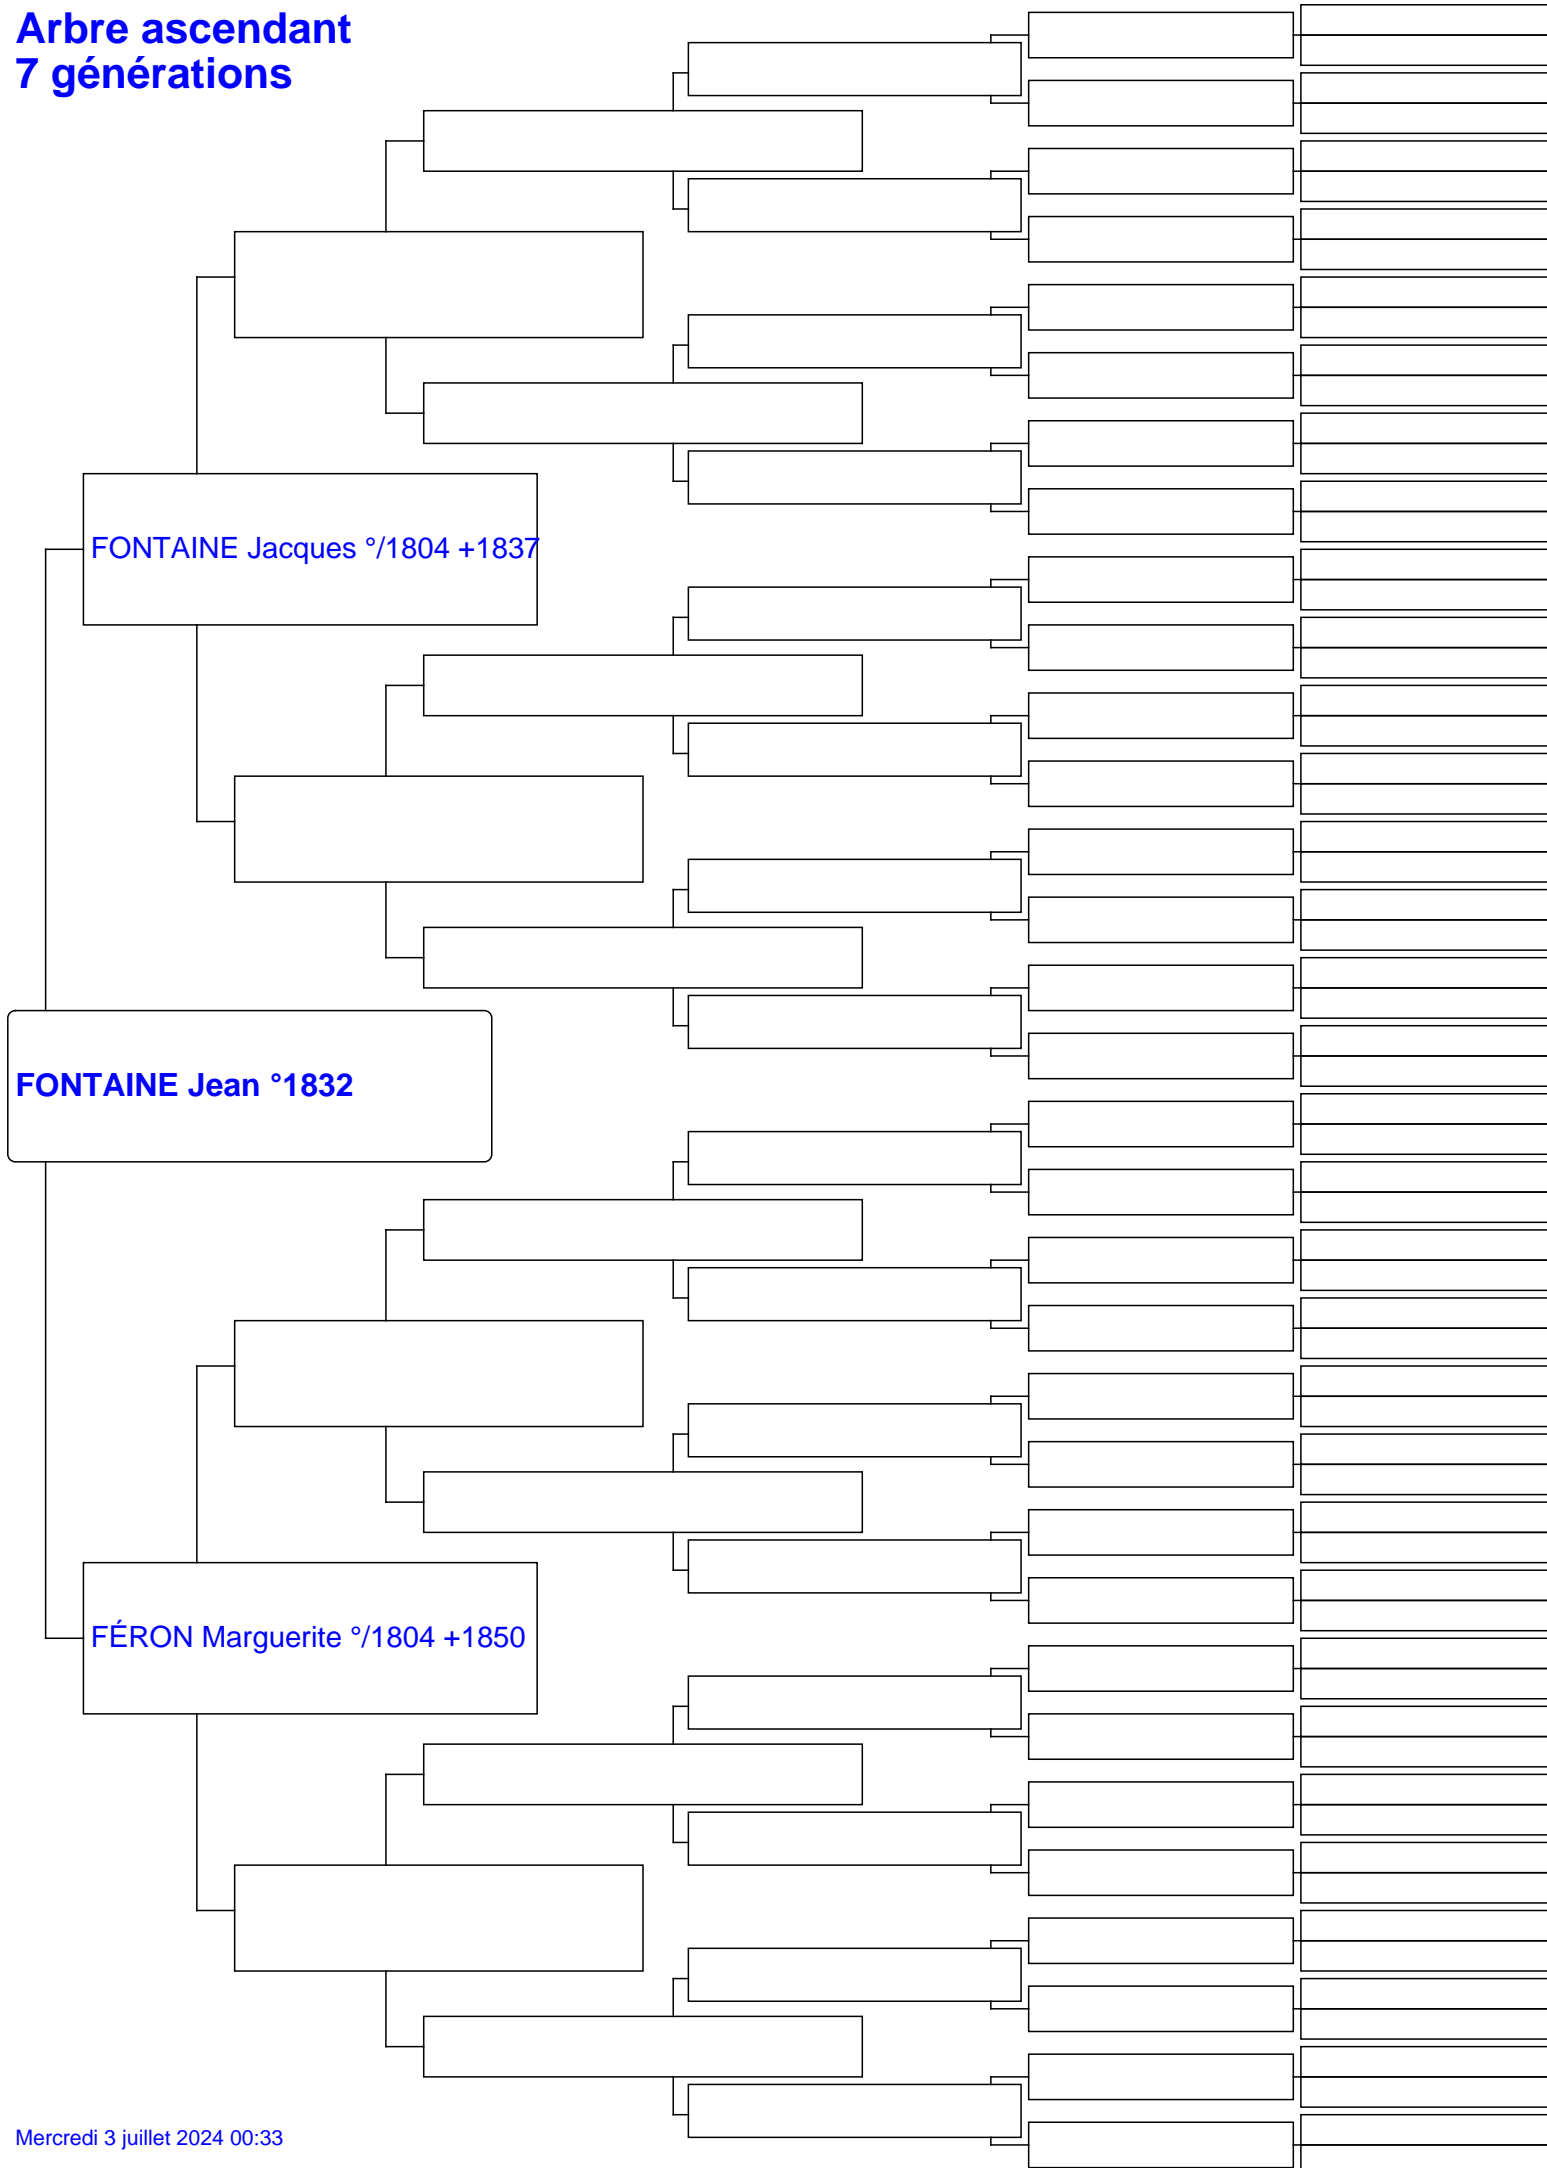 Arbre ascendant
7 générations
FONTAINE Jacques °/1804 +1837
FONTAINE Jean °1832
FÉRON Marguerite °/1804 +1850
Mercredi 3 juillet 2024 00:33